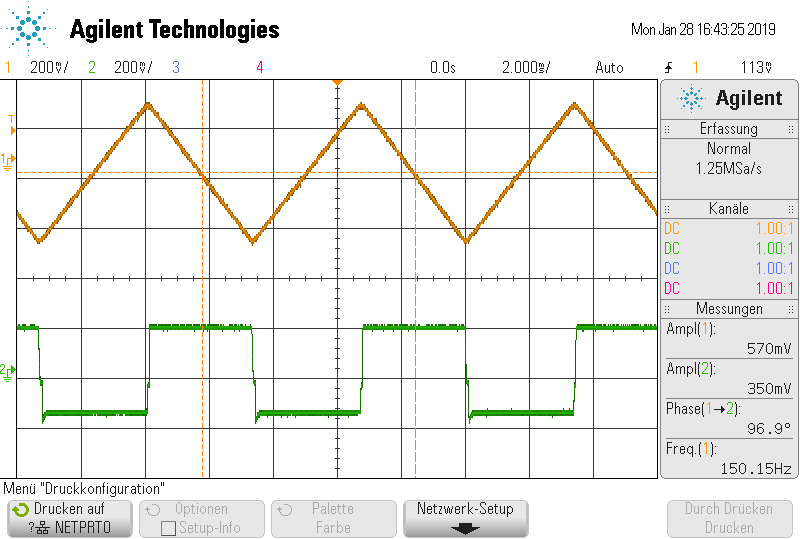 Agilent Technologies
Mon Jan 28 16:43:25 2019
1 200mV/ 2 200mV/ 3 4 0.0s 2.000ms/ Auto 1 113mV
T
1
2
Agilent
Erfassung
Normal
1.25MSa/s
Kanäle
DC 1.00:1
DC 1.00:1
DC 1.00:1
DC 1.00:1
Messungen
Ampl(1):
570mV
Ampl(2):
350mV
Phase(1→2):
96.9°
Freq.(1):
150.15Hz
Menü "Druckkonfiguration"
Drucken auf
? NETPRT0
Optionen
Setup-Info
Palette
Farbe
Netzwerk-Setup
Durch Drücken
Drucken